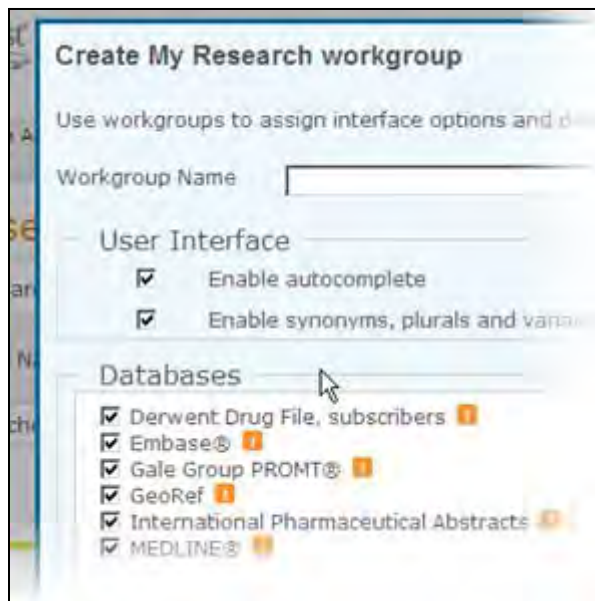 Create My Research workgroup
Use workgroups to assign interface options and
Workgroup Name
User Interface
Enable autocomplete
Enable synonyms, plurals and
Databases
Derwent Drug File, subscribers
Embase®
Gale Group PROMT®
GeoRef
International Pharmaceutical Abstracts
MEDLINE®